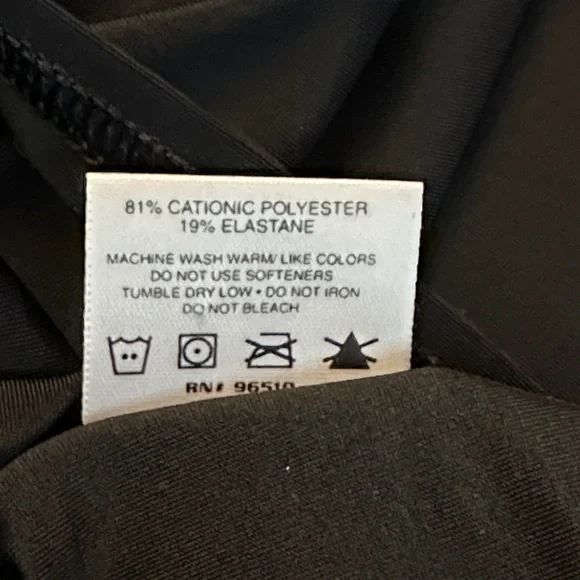 81% CATIONIC POLYESTER
19% ELASTANE
MACHINE WASH WARM/ LIKE COLORS
DO NOT USE SOFTENERS
TUMBLE DRY LOW • DO NOT IRON
DO NOT BLEACH
RN# 96510